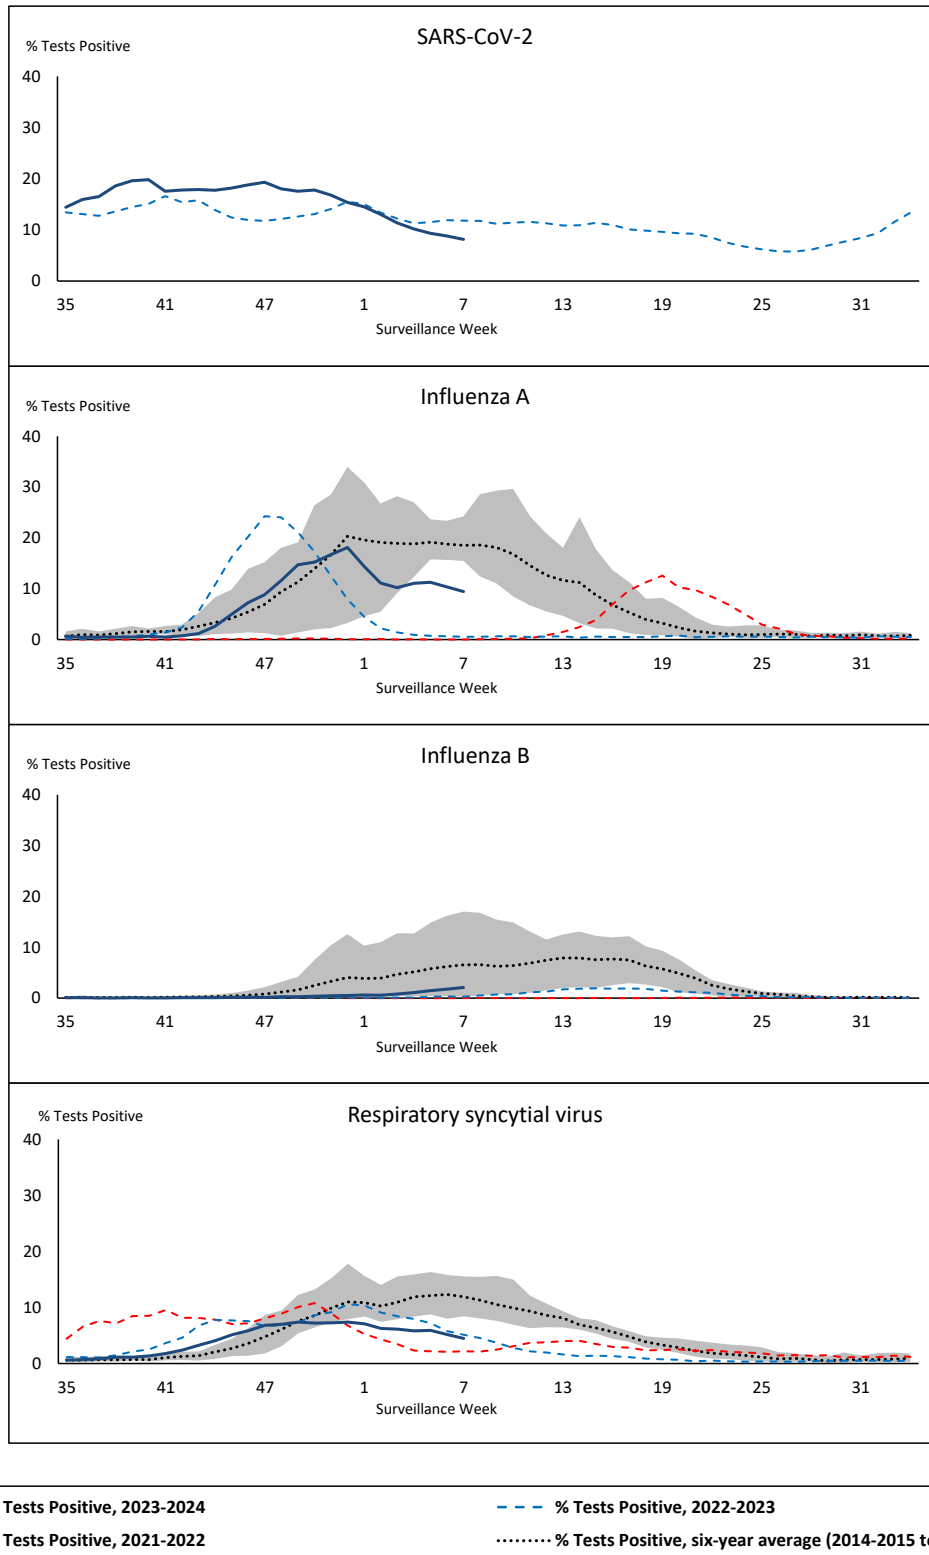 SARS-CoV-2
% Tests Positive
40
30
20
10
0
35 41 47 1 7 13 19 25 31
Surveillance Week
Influenza A
% Tests Positive
40
30
20
10
0
35 41 47 1 7 13 19 25 31
Surveillance Week
Influenza B
% Tests Positive
40
30
20
10
0
35 41 47 1 7 13 19 25 31
Surveillance Week
Respiratory syncytial virus
% Tests Positive
40
30
20
10
0
35 41 47 1 7 13 19 25 31
Surveillance Week
Tests Positive, 2023-2024 % Tests Positive, 2022-2023
Tests Positive, 2021-2022 % Tests Positive, six-year average (2014-2015 t